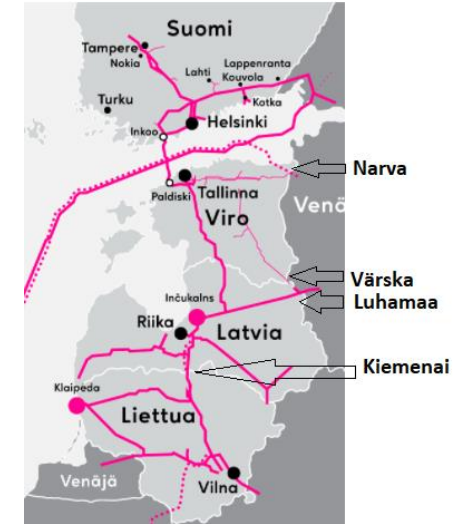 Suomi
Tampere
Nokia
Lahti
Lappenranta
Kouvola
Kotka
Turku
Helsinki
Inkoo
Narva
Paldiski
Tallinna
Viro
Venä
Värska
Luhamaa
Inčukalns
Riika
Latvia
Kiemenai
Klaipeda
Liettua
Venäjä
Vilna